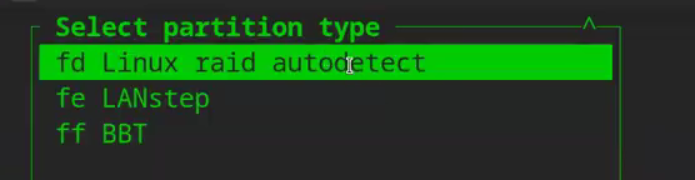 Select partition type ^
fd Linux raid autodetect
fe LANstep
ff BBT